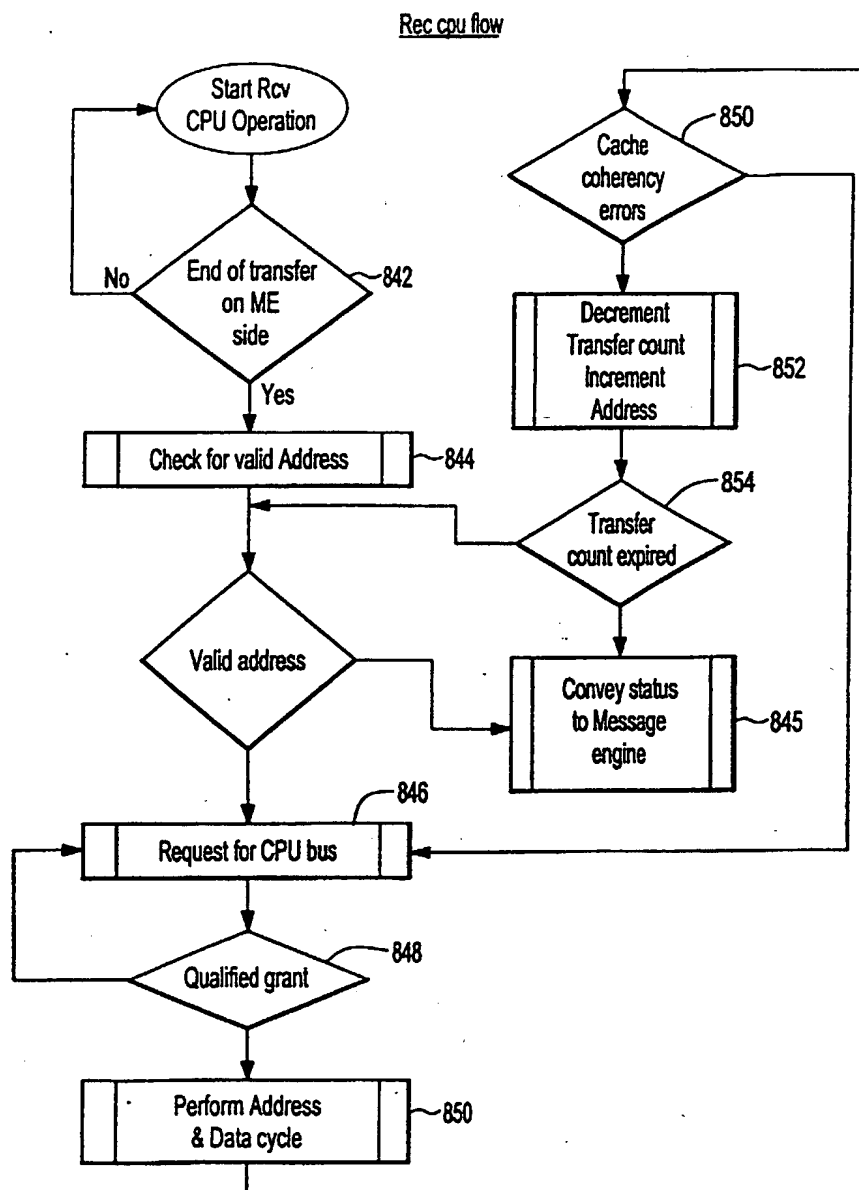 Rec cpu flow
Start Rcv
CPU Operation
No
End of transfer
on ME
side
842
Yes
Check for valid Address
844
Valid address
846
Request for CPU bus
848
Qualified grant
Perform Address
& Data cycle
850
850
Cache
coherency
errors
Decrement
Transfer count
Increment
Address
852
854
Transfer
count expired
Convey status
to Message
engine
845